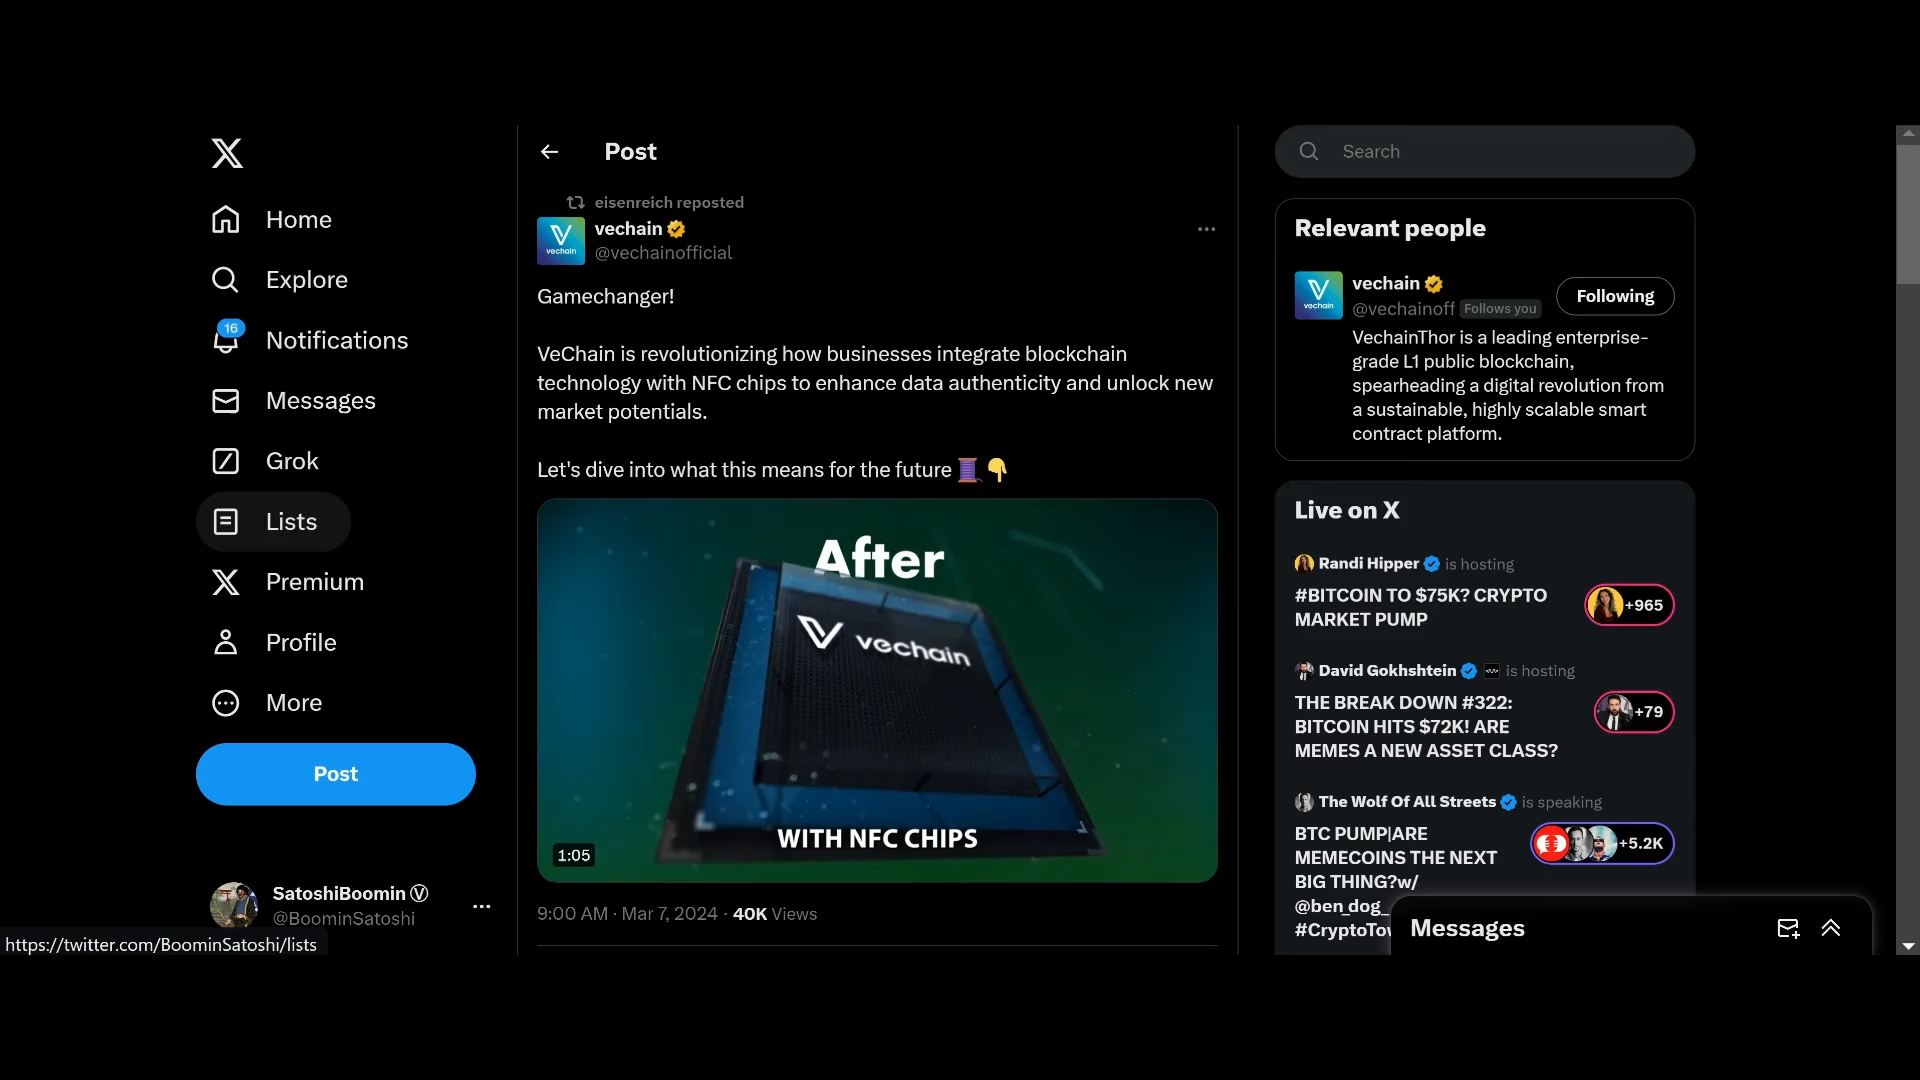 Home
Explore
16
Notifications
Messages
Grok
Lists
Premium
Profile
More
Post
SatoshiBoomin Ⓥ
@BoominSatoshi
https://twitter.com/BoominSatoshi/lists
Post
eisenreich reposted
vechain
@vechainofficial
Gamechanger!
VeChain is revolutionizing how businesses integrate blockchain
technology with NFC chips to enhance data authenticity and unlock new
market potentials.
Let's dive into what this means for the future 🧵👇
After
vechain
WITH NFC CHIPS
1:05
9:00 AM · Mar 7, 2024 · 40K Views
Search
Relevant people
vechain
@vechainoff Follows you
Following
VechainThor is a leading enterprise-
grade L1 public blockchain,
spearheading a digital revolution from
a sustainable, highly scalable smart
contract platform.
Live on X
Randi Hipper is hosting
#BITCOIN TO $75K? CRYPTO
MARKET PUMP
+965
David Gokhshtein is hosting
THE BREAK DOWN #322:
BITCOIN HITS $72K! ARE
MEMES A NEW ASSET CLASS?
+79
The Wolf Of All Streets is speaking
BTC PUMP|ARE
MEMECOINS THE NEXT
BIG THING?w/
@ben_dog_
#CryptoTow
+5.2K
Messages